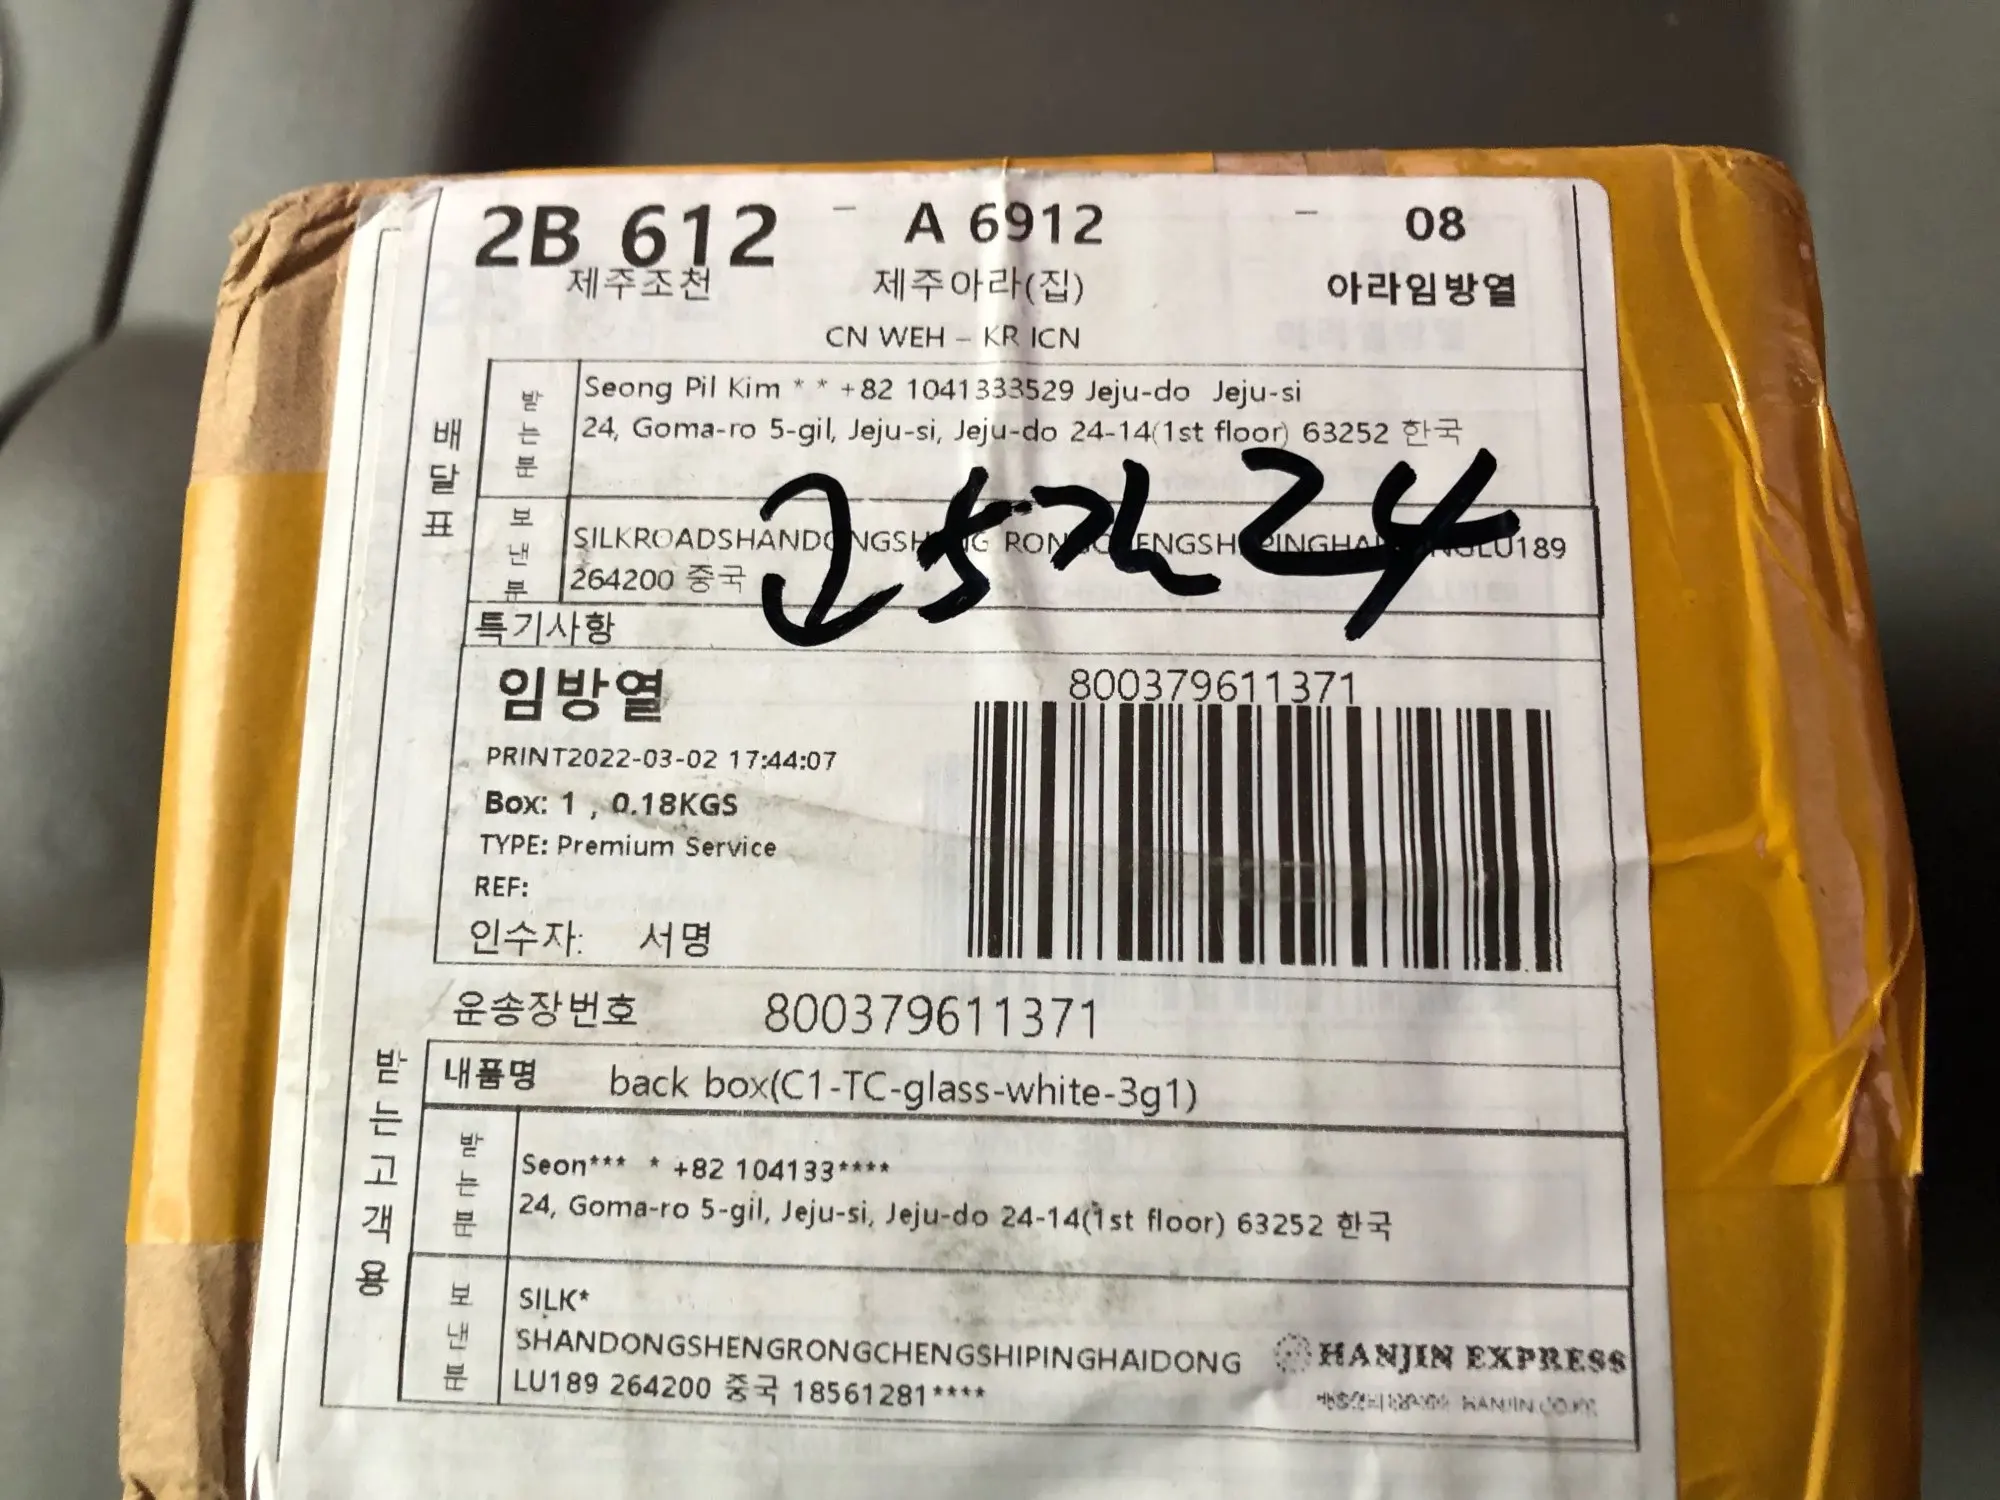 2B 612 - A 6912 - 08
제주조천 제주아라(집) 아라임방열
CN WEH - KR ICN
배달표
받는분
Seong Pil Kim * * +82 1041333529 Jeju-do Jeju-si
24, Goma-ro 5-gil, Jeju-si, Jeju-do 24-14(1st floor) 63252 한국
보낸분
SILKROADSHANDONGSHENG RONGCHENGSHIPINGHAIDONGLU189
264200 중국
24
특기사항
임방열
800379611371
PRINT2022-03-02 17:44:07
Box: 1 , 0.18KGS
TYPE: Premium Service
REF:
인수자: 서명
운송장번호 800379611371
받는고객용
내품명 back box(C1-TC-glass-white-3g1)
받는분
Seon*** * +82 104133****
24, Goma-ro 5-gil, Jeju-si, Jeju-do 24-14(1st floor) 63252 한국
보낸분
SILK*
SHANDONGSHENGRONGCHENGSHIPINGHAIDONG
LU189 264200 중국 18561281****
HANJIN EXPRESS